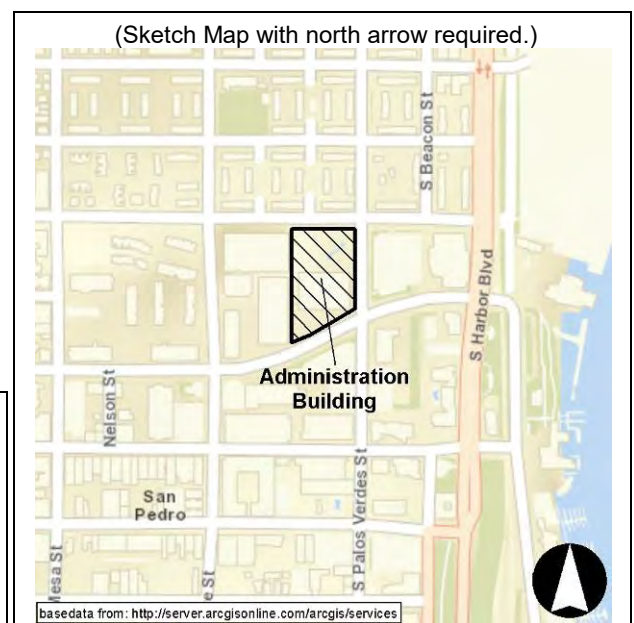 (Sketch Map with north arrow required.)
S Beacon St
S Harbor Blvd
Administration
Building
Nelson St
S Palos Verdes St
San
Pedro
Mesa St
e St
basedata from: http://server.arcgisonline.com/arcgis/services